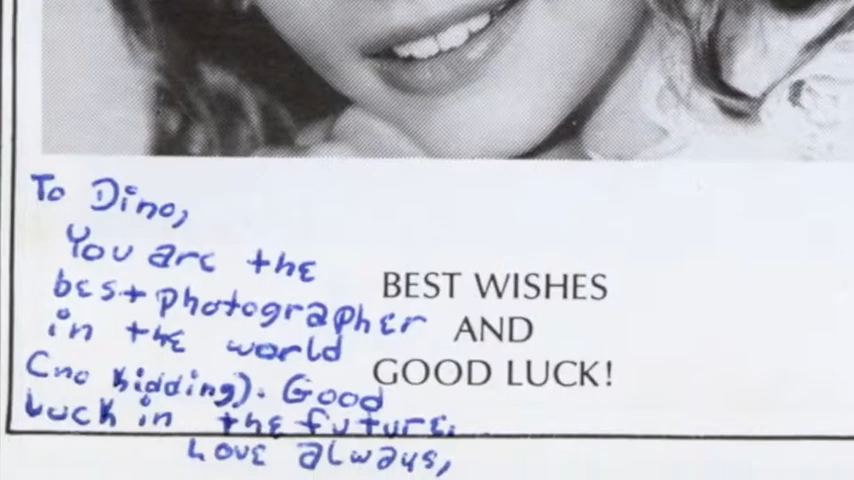 To Dino,
You are the
best photographer
in the world
(no kidding). Good
Luck in the future.
Love always,
BEST WISHES
AND
GOOD LUCK!